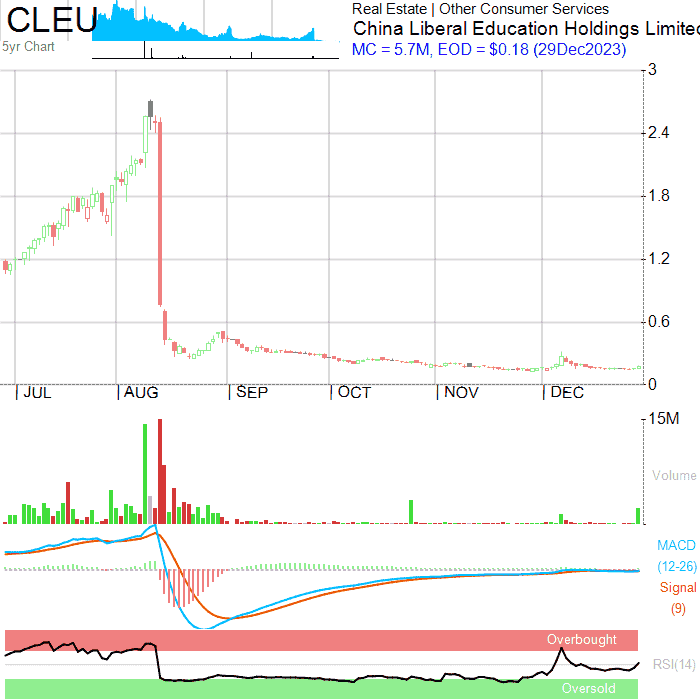 CLEU
5yr Chart
Real Estate | Other Consumer Services
China Liberal Education Holdings Limited
MC = 5.7M, EOD = $0.18 (29Dec2023)
3
2.4
1.8
1.2
0.6
0
JUL AUG SEP OCT NOV DEC
15M
Volume
MACD
(12-26)
Signal
(9)
Overbought
RSI(14)
Oversold